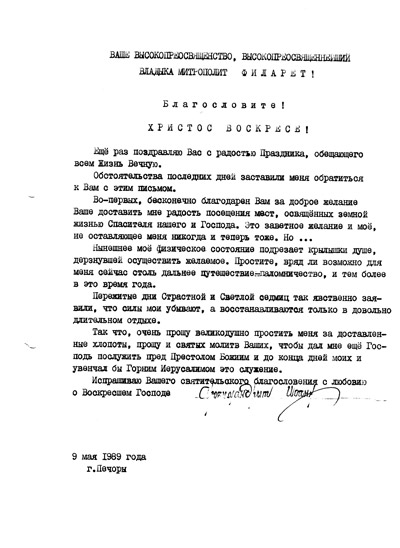 ВАШЕ ВЫСОКОПРЕОСВЯЩЕНСТВО, ВЫСОКОПРЕОСВЯЩЕННЕЙШИЙ
ВЛАДЫКА МИТРОПОЛИТ ФИЛАРЕТ!
Благословите!
ХРИСТОС ВОСКРЕСЕ!
Ещё раз поздравляю Вас с радостью Праздника, обещающего
всем Жизнь Вечную.
Обстоятельства последних дней заставили меня обратиться
к Вам с этим письмом.
Во-первых, бесконечно благодарен Вам за доброе желание
Ваше доставить мне радость посещения мест, освящённых земной
жизнью Спасителя нашего и Господа. Это заветное желание и моё,
не оставляющее меня никогда и теперь тоже. Но ...
Нынешнее моё физическое состояние подрезает крылышки душе,
дерзнувшей осуществить желаемое. Простите, вряд ли возможно для
меня сейчас столь дальнее путешествие-паломничество, и тем более
в это время года.
Пережитые дни Страстной и Светлой седмиц так явственно зая-
вили, что силы мои убывают, а восстанавливаются только в довольно
длительном отдыхе.
Так что, очень прошу великодушно простить меня за доставлен-
ные хлопоты, прошу и святых молитв Ваших, чтобы дал мне ещё Гос-
подь послужить пред Престолом Божиим и до конца дней моих и
увенчал бы Горним Иерусалимом это служение.
Испрашиваю Вашего святительского благословения с любовию
о Воскресшем Господе
9 мая 1989 года
г.Печоры